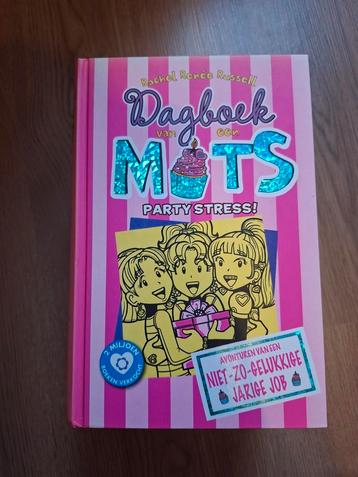 Rachel Renée Russell
Dagboek
van een
MUTS
PARTY STRESS!
2 MILJOEN
BOEKEN VERKOCHT
AVONTUREN VAN EEN
NIET-ZO-GELUKKIGE
JARIGE JOB